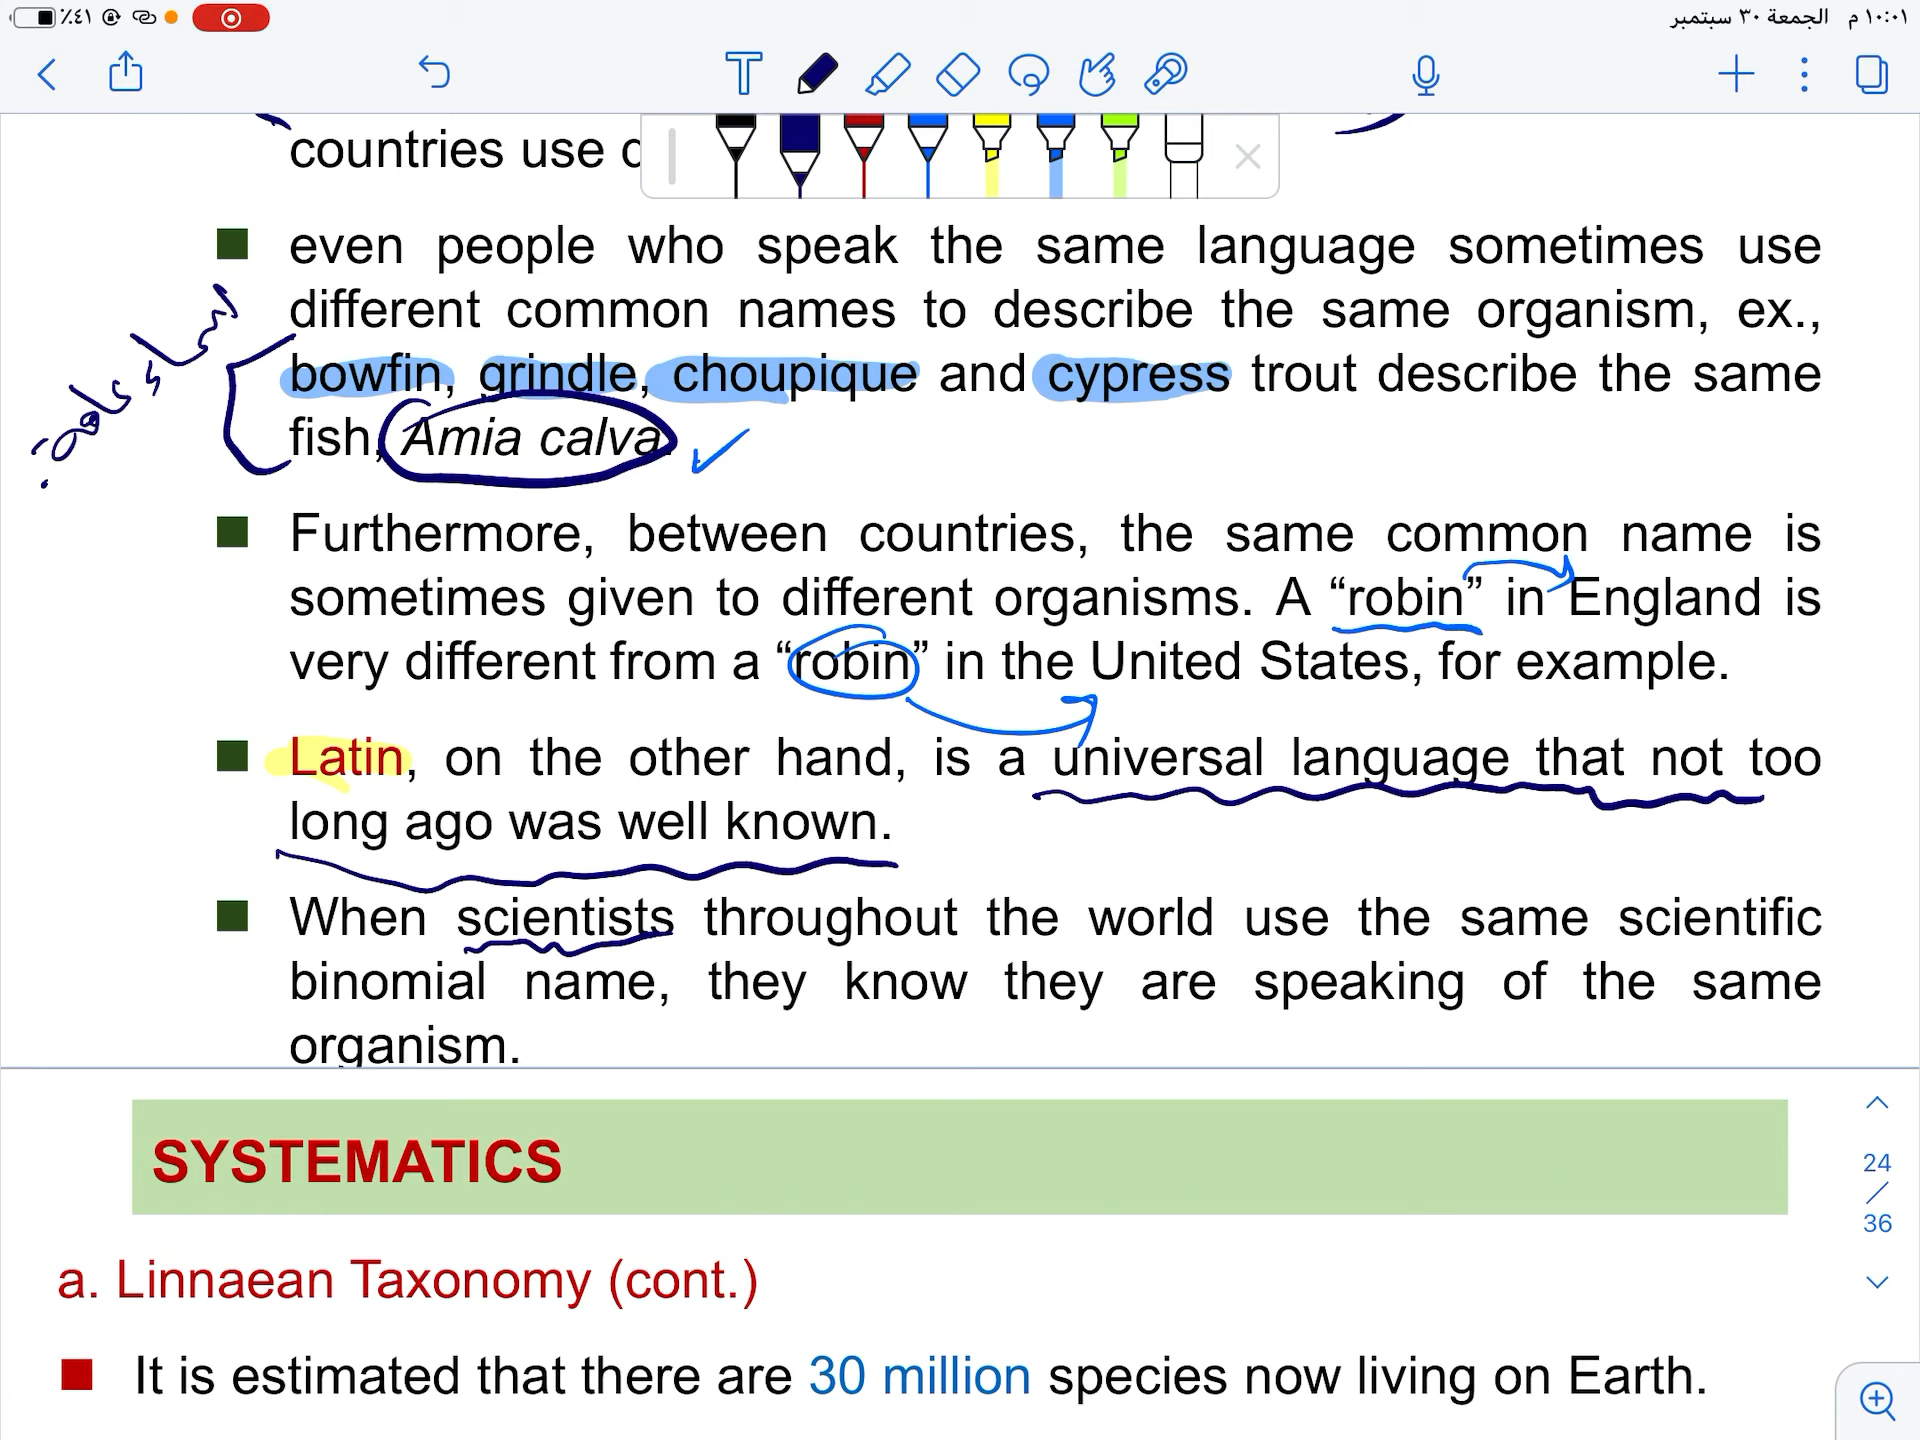 ٪٤١
١٠:٠١ م الجمعة ٣٠ سبتمبر
countries use
even people who speak the same language sometimes use
different common names to describe the same organism, ex.,
bowfin, grindle, choupique and cypress trout describe the same
fish, Amia calva.
Furthermore, between countries, the same common name is
sometimes given to different organisms. A “robin” in England is
very different from a “robin” in the United States, for example.
Latin, on the other hand, is a universal language that not too
long ago was well known.
When scientists throughout the world use the same scientific
binomial name, they know they are speaking of the same
organism.
SYSTEMATICS
24
/
36
a. Linnaean Taxonomy (cont.)
It is estimated that there are 30 million species now living on Earth.